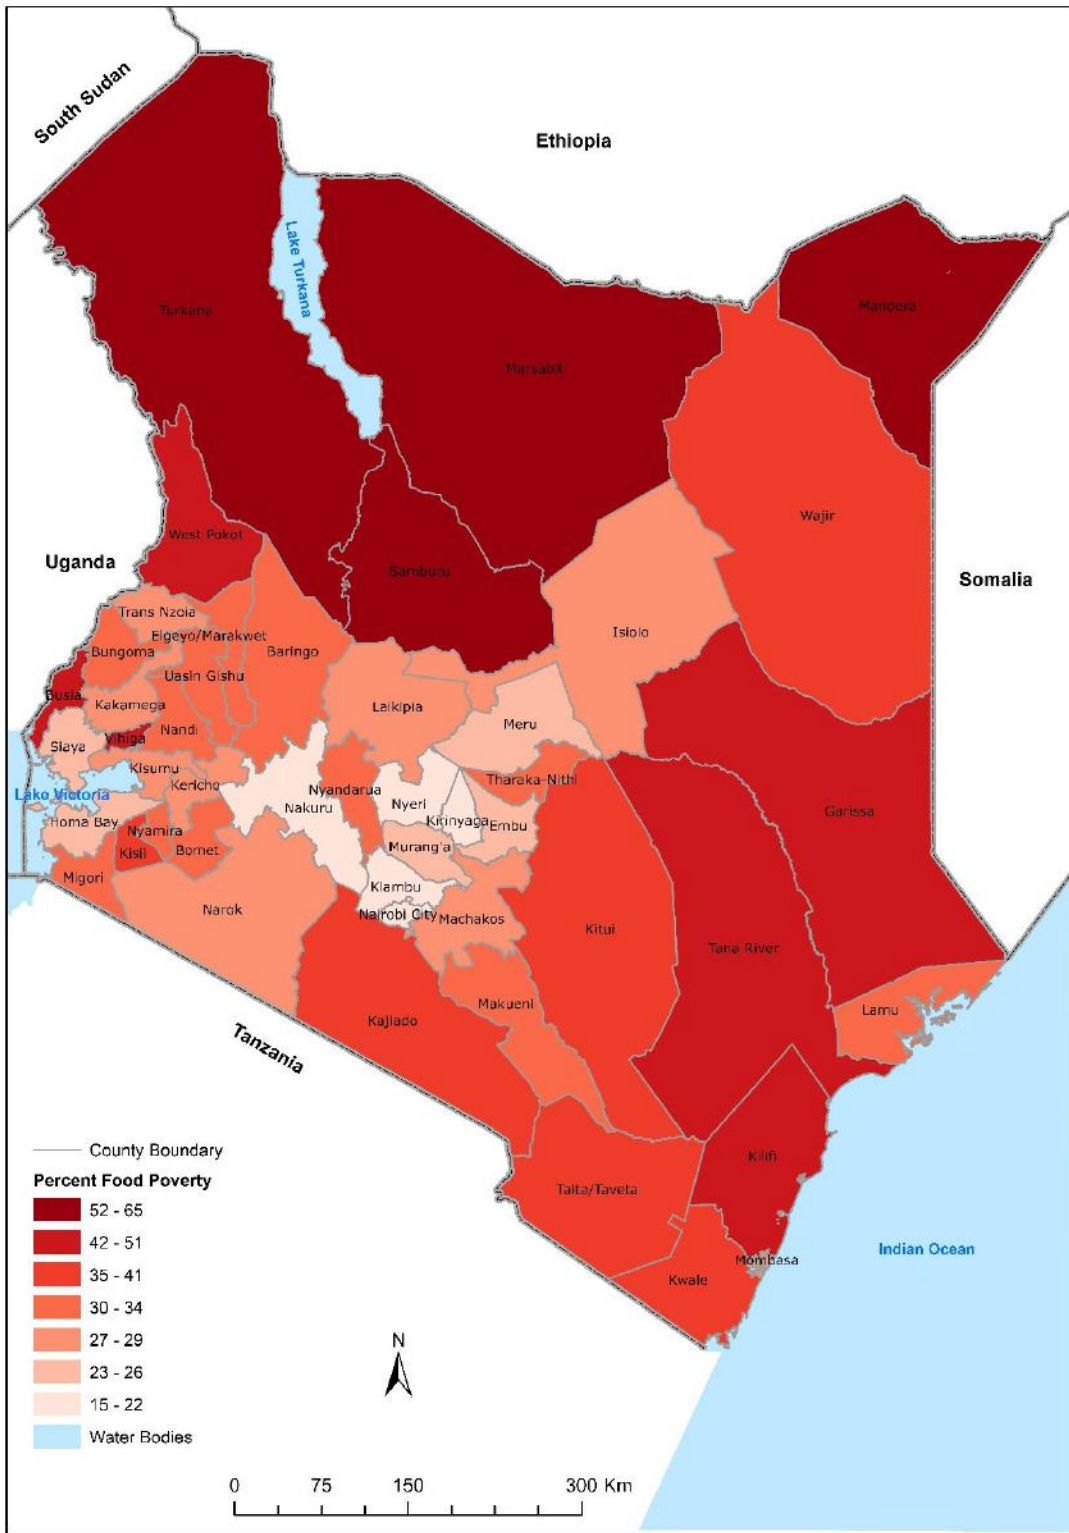 South Sudan
Ethiopia
Lake Turkana
Turkana
Mandera
Marsabit
Wajir
West Pokot
Uganda
Samburu
Somalia
Trans Nzoia
Elgeyo/Marakwet
Isiolo
Bungoma
Baringo
Uasin Gishu
Busia
Kakamega
Laikipia
Meru
Nandi
Vihiga
Siaya
Kisumu
Tharaka-Nithi
Kericho
Nyandarua
Lake Victoria
Nakuru
Nyeri
Garissa
Kirinyaga
Embu
Homa Bay
Nyamira
Murang'a
Kisii
Bomet
Migori
Kiambu
Narok
Nairobi City
Machakos
Kitui
Tana River
Makueni
Lamu
Kajiado
Tanzania
Kilifi
Taita/Taveta
Indian Ocean
Mombasa
Kwale
County Boundary
Percent Food Poverty
52 - 65
42 - 51
35 - 41
30 - 34
27 - 29
23 - 26
15 - 22
Water Bodies
N
0 75 150 300 Km